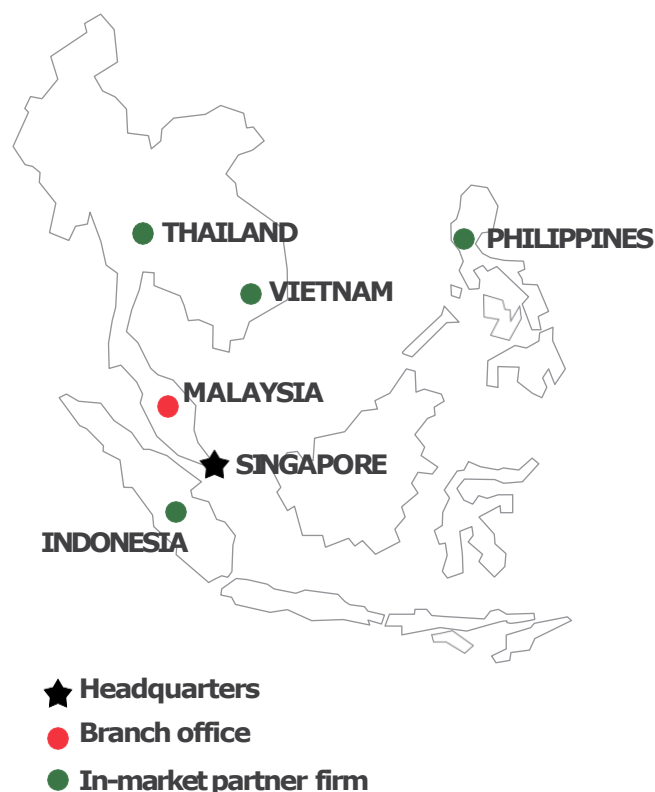 THAILAND
PHILIPPINES
VIETNAM
MALAYSIA
SINGAPORE
INDONESIA
Headquarters
Branch office
In-market partner firm